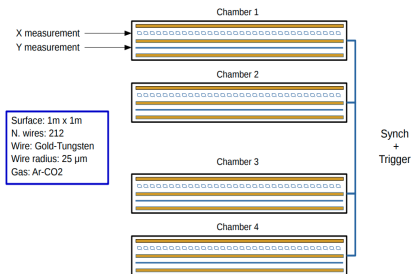 Chamber 1
X measurement
Y measurement
Chamber 2
Surface: 1m x 1m
N. wires: 212
Wire: Gold-Tungsten
Wire radius: 25 μm
Gas: Ar-CO2
Synch
+
Trigger
Chamber 3
Chamber 4